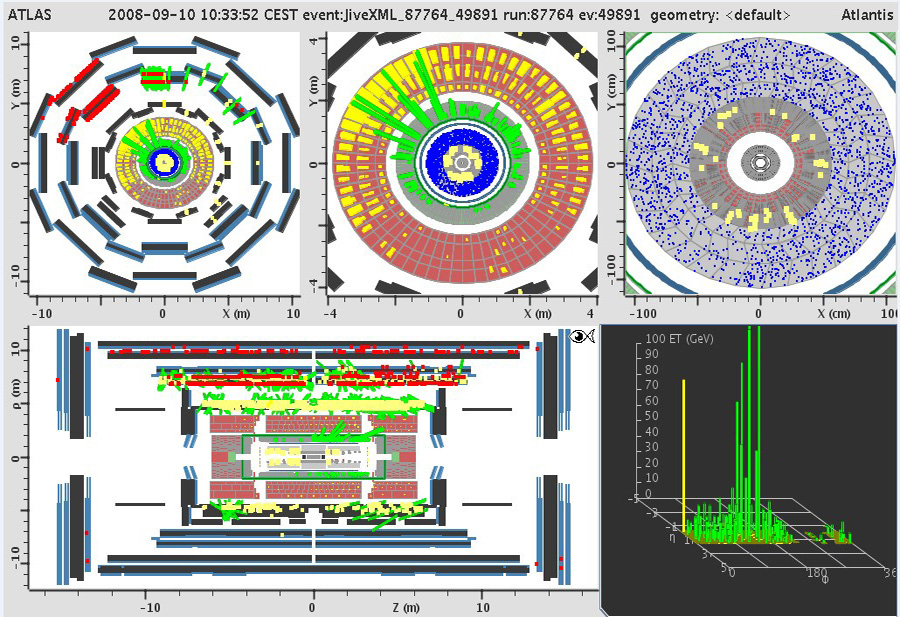 ATLAS 2008-09-10 10:33:52 CEST event:JiveXML_87764_49891 run:87764 ev:49891 geometry: <default> Atlantis
10
0
-10
Y (m)
-10 0 X (m) 10
4
0
-4
Y (m)
-4 0 X (m) 4
100
0
-100
Y (cm)
-100 0 X (cm)
10
0
-10
-10 0 Z (m) 10
100 ET (GeV)
90
80
70
60
50
40
30
20
10
0
η
50
180
φ